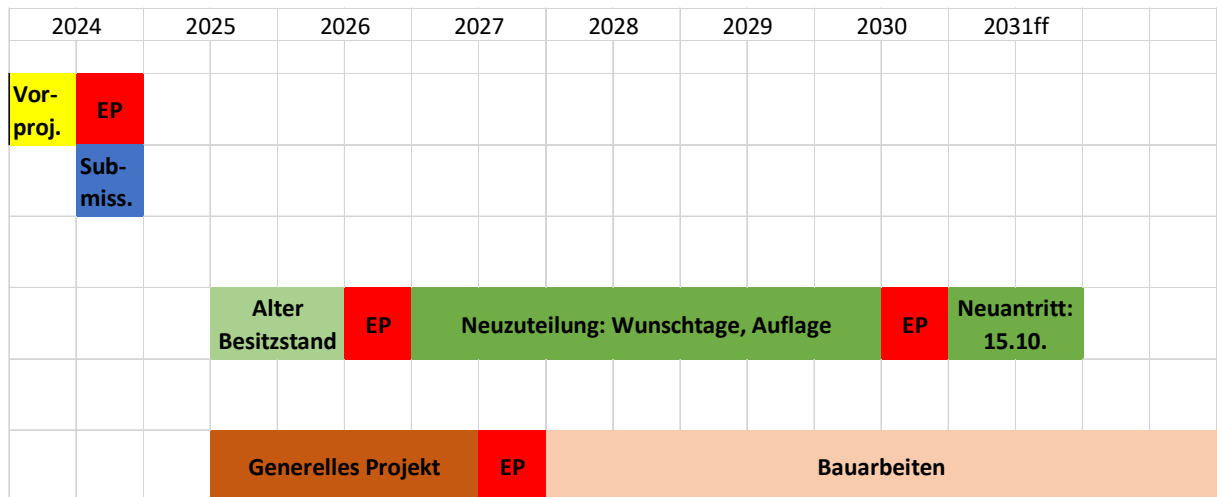 2024 2025 2026 2027 2028 2029 2030 2031ff
Vor-
proj.
EP
Sub-
miss.
Alter
Besitzstand
EP
Neuzuteilung: Wunschtage, Auflage
EP
Neuantritt:
15.10.
Generelles Projekt EP Bauarbeiten